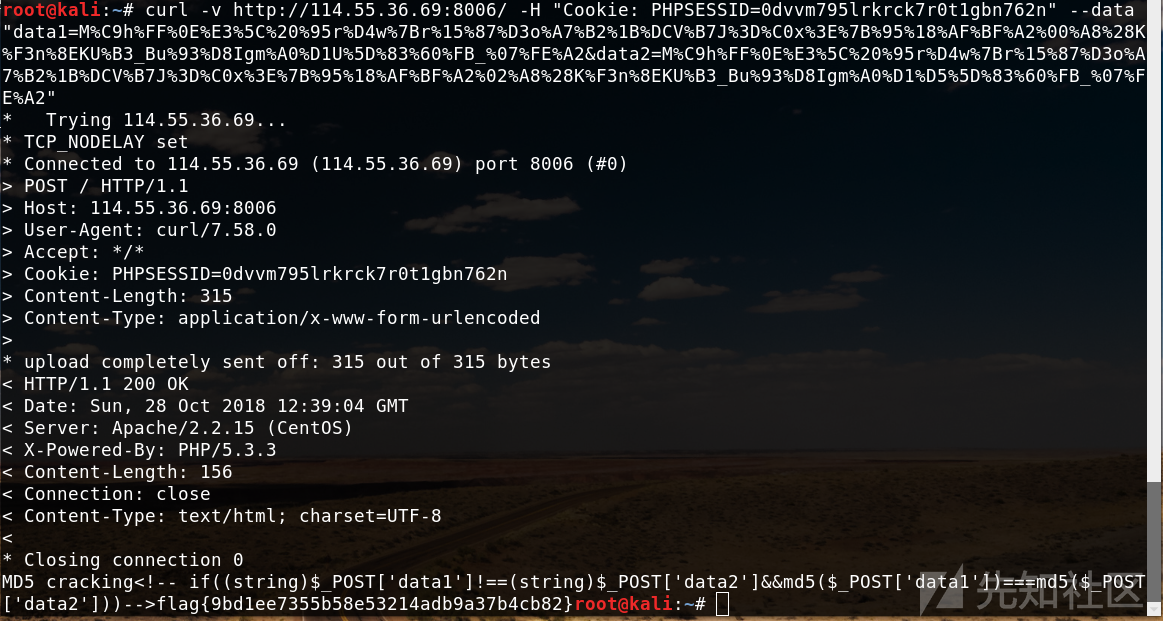 root@kali:~# curl -v http://114.55.36.69:8006/ -H "Cookie: PHPSESSID=0dvvm795lrkrck7r0t1gbn762n" --data
"data1=M%C9h%FF%0E%E3%5C%20%95r%D4w%7Br%15%87%D3o%A7%B2%1B%DCV%B7J%3D%C0x%3E%7B%95%18%AF%BF%A2%00%A8%28K
%F3n%8EKU%B3_Bu%93%D8Igm%A0%D1U%5D%83%60%FB_%07%FE%A2&data2=M%C9h%FF%0E%E3%5C%20%95r%D4w%7Br%15%87%D3o%A
7%B2%1B%DCV%B7J%3D%C0x%3E%7B%95%18%AF%BF%A2%02%A8%28K%F3n%8EKU%B3_Bu%93%D8Igm%A0%D1%D5%5D%83%60%FB_%07%F
E%A2"
*   Trying 114.55.36.69...
* TCP_NODELAY set
* Connected to 114.55.36.69 (114.55.36.69) port 8006 (#0)
> POST / HTTP/1.1
> Host: 114.55.36.69:8006
> User-Agent: curl/7.58.0
> Accept: */*
> Cookie: PHPSESSID=0dvvm795lrkrck7r0t1gbn762n
> Content-Length: 315
> Content-Type: application/x-www-form-urlencoded
>
* upload completely sent off: 315 out of 315 bytes
< HTTP/1.1 200 OK
< Date: Sun, 28 Oct 2018 12:39:04 GMT
< Server: Apache/2.2.15 (CentOS)
< X-Powered-By: PHP/5.3.3
< Content-Length: 156
< Connection: close
< Content-Type: text/html; charset=UTF-8
<
* Closing connection 0
MD5 cracking<!-- if((string)$_POST['data1']!==(string)$_POST['data2']&&md5($_POST['data1'])===md5($_POST
['data2']))-->flag{9bd1ee7355b58e53214adb9a37b4cb82}root@kali:~#
先知社区